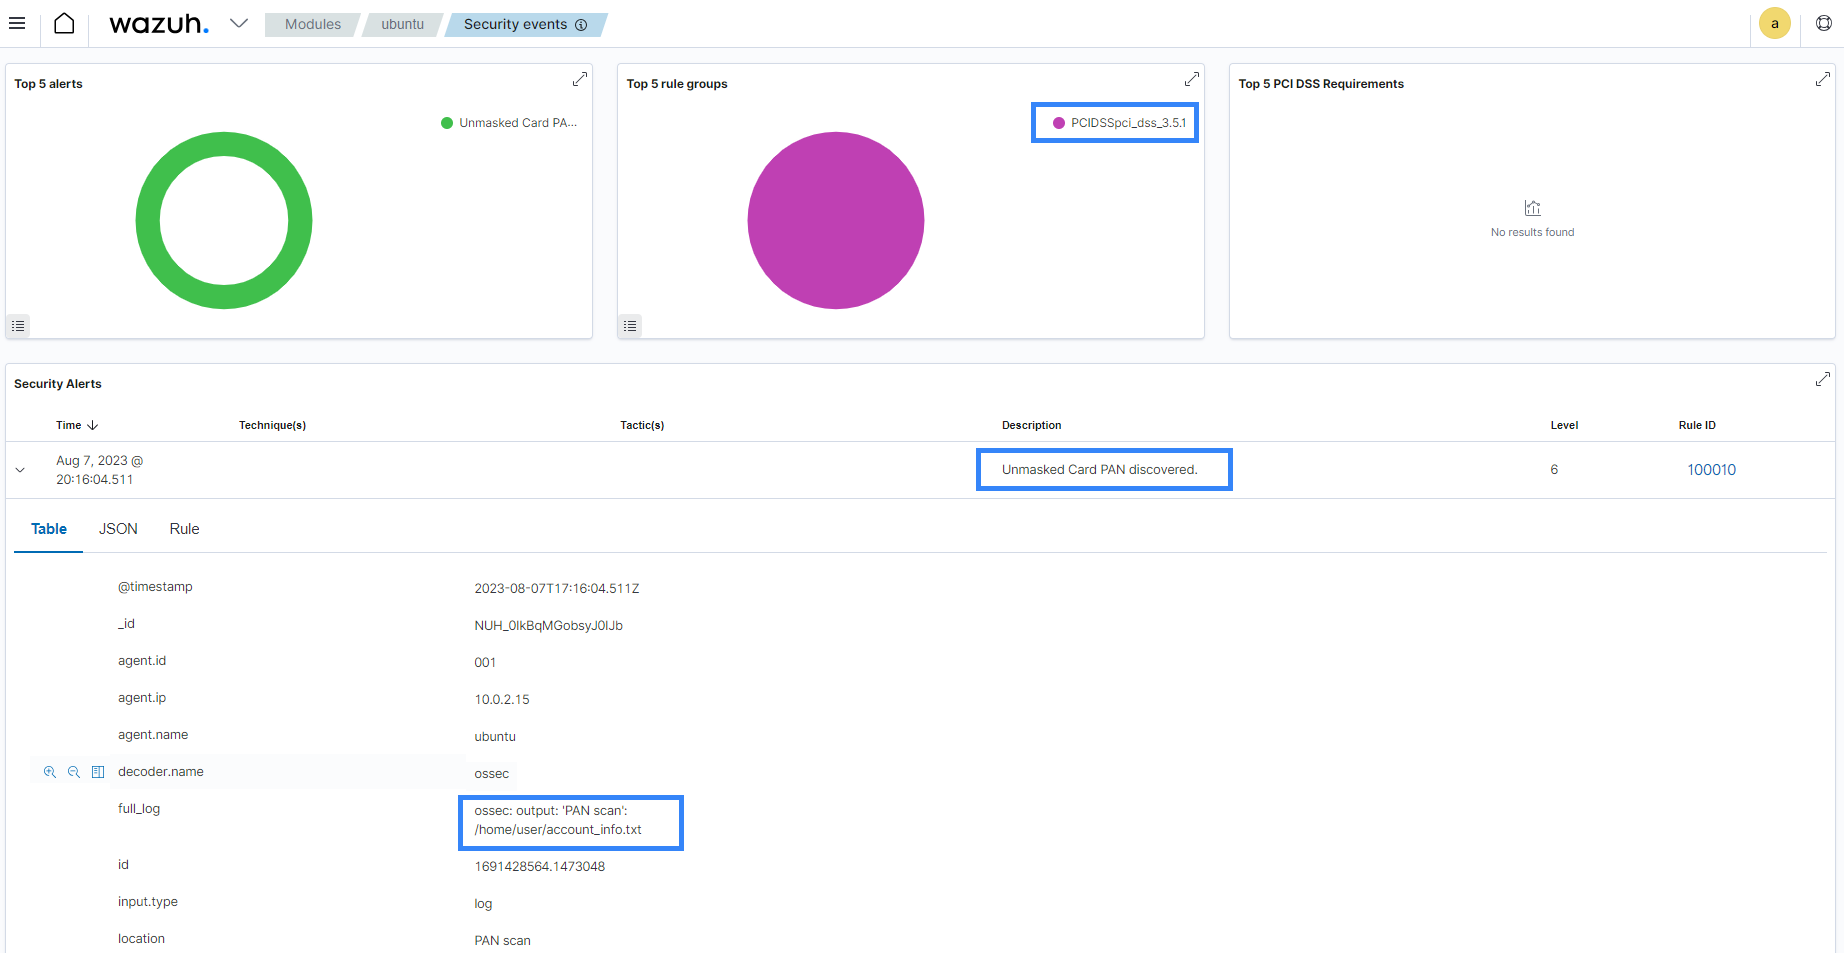 wazuh.
Modules
ubuntu
Security events
a
Top 5 alerts
Unmasked Card PA...
Top 5 rule groups
PCIDSSpci_dss_3.5.1
Top 5 PCI DSS Requirements
No results found
Security Alerts
Time Technique(s) Tactic(s) Description Level Rule ID
Aug 7, 2023 @
20:16:04.511
Unmasked Card PAN discovered.
6
100010
Table JSON Rule
@timestamp 2023-08-07T17:16:04.511Z
_id NUH_0IkBqMGobsyJ0IJb
agent.id 001
agent.ip 10.0.2.15
agent.name ubuntu
decoder.name ossec
full_log ossec: output: 'PAN scan':
/home/user/account_info.txt
id 1691428564.1473048
input.type log
location PAN scan